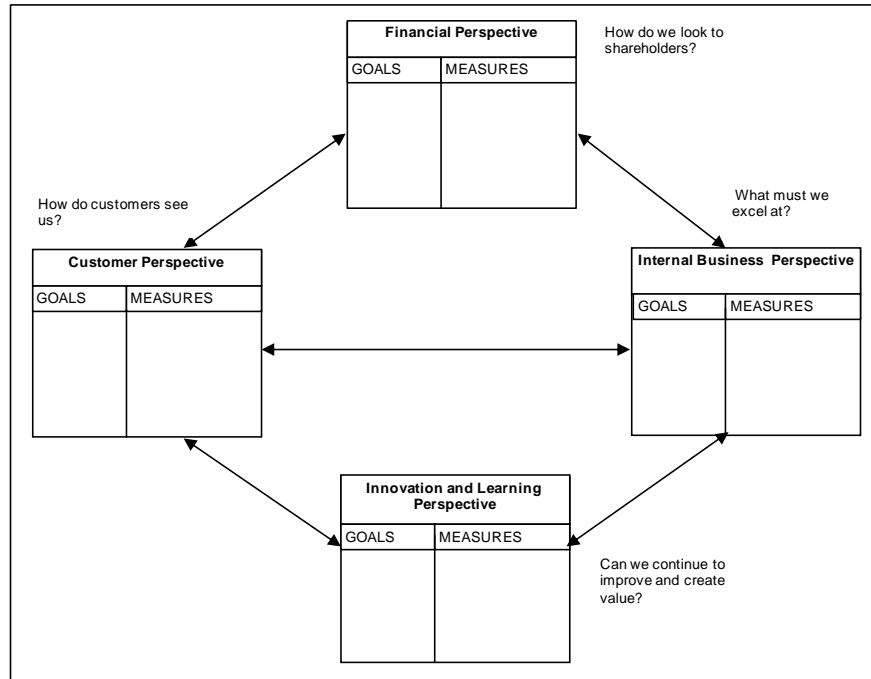 Financial Perspective
How do we look to
shareholders?
GOALS
MEASURES
How do customers see
us?
What must we
excel at?
Customer Perspective
GOALS
MEASURES
Internal Business Perspective
GOALS
MEASURES
Innovation and Learning
Perspective
GOALS
MEASURES
Can we continue to
improve and create
value?